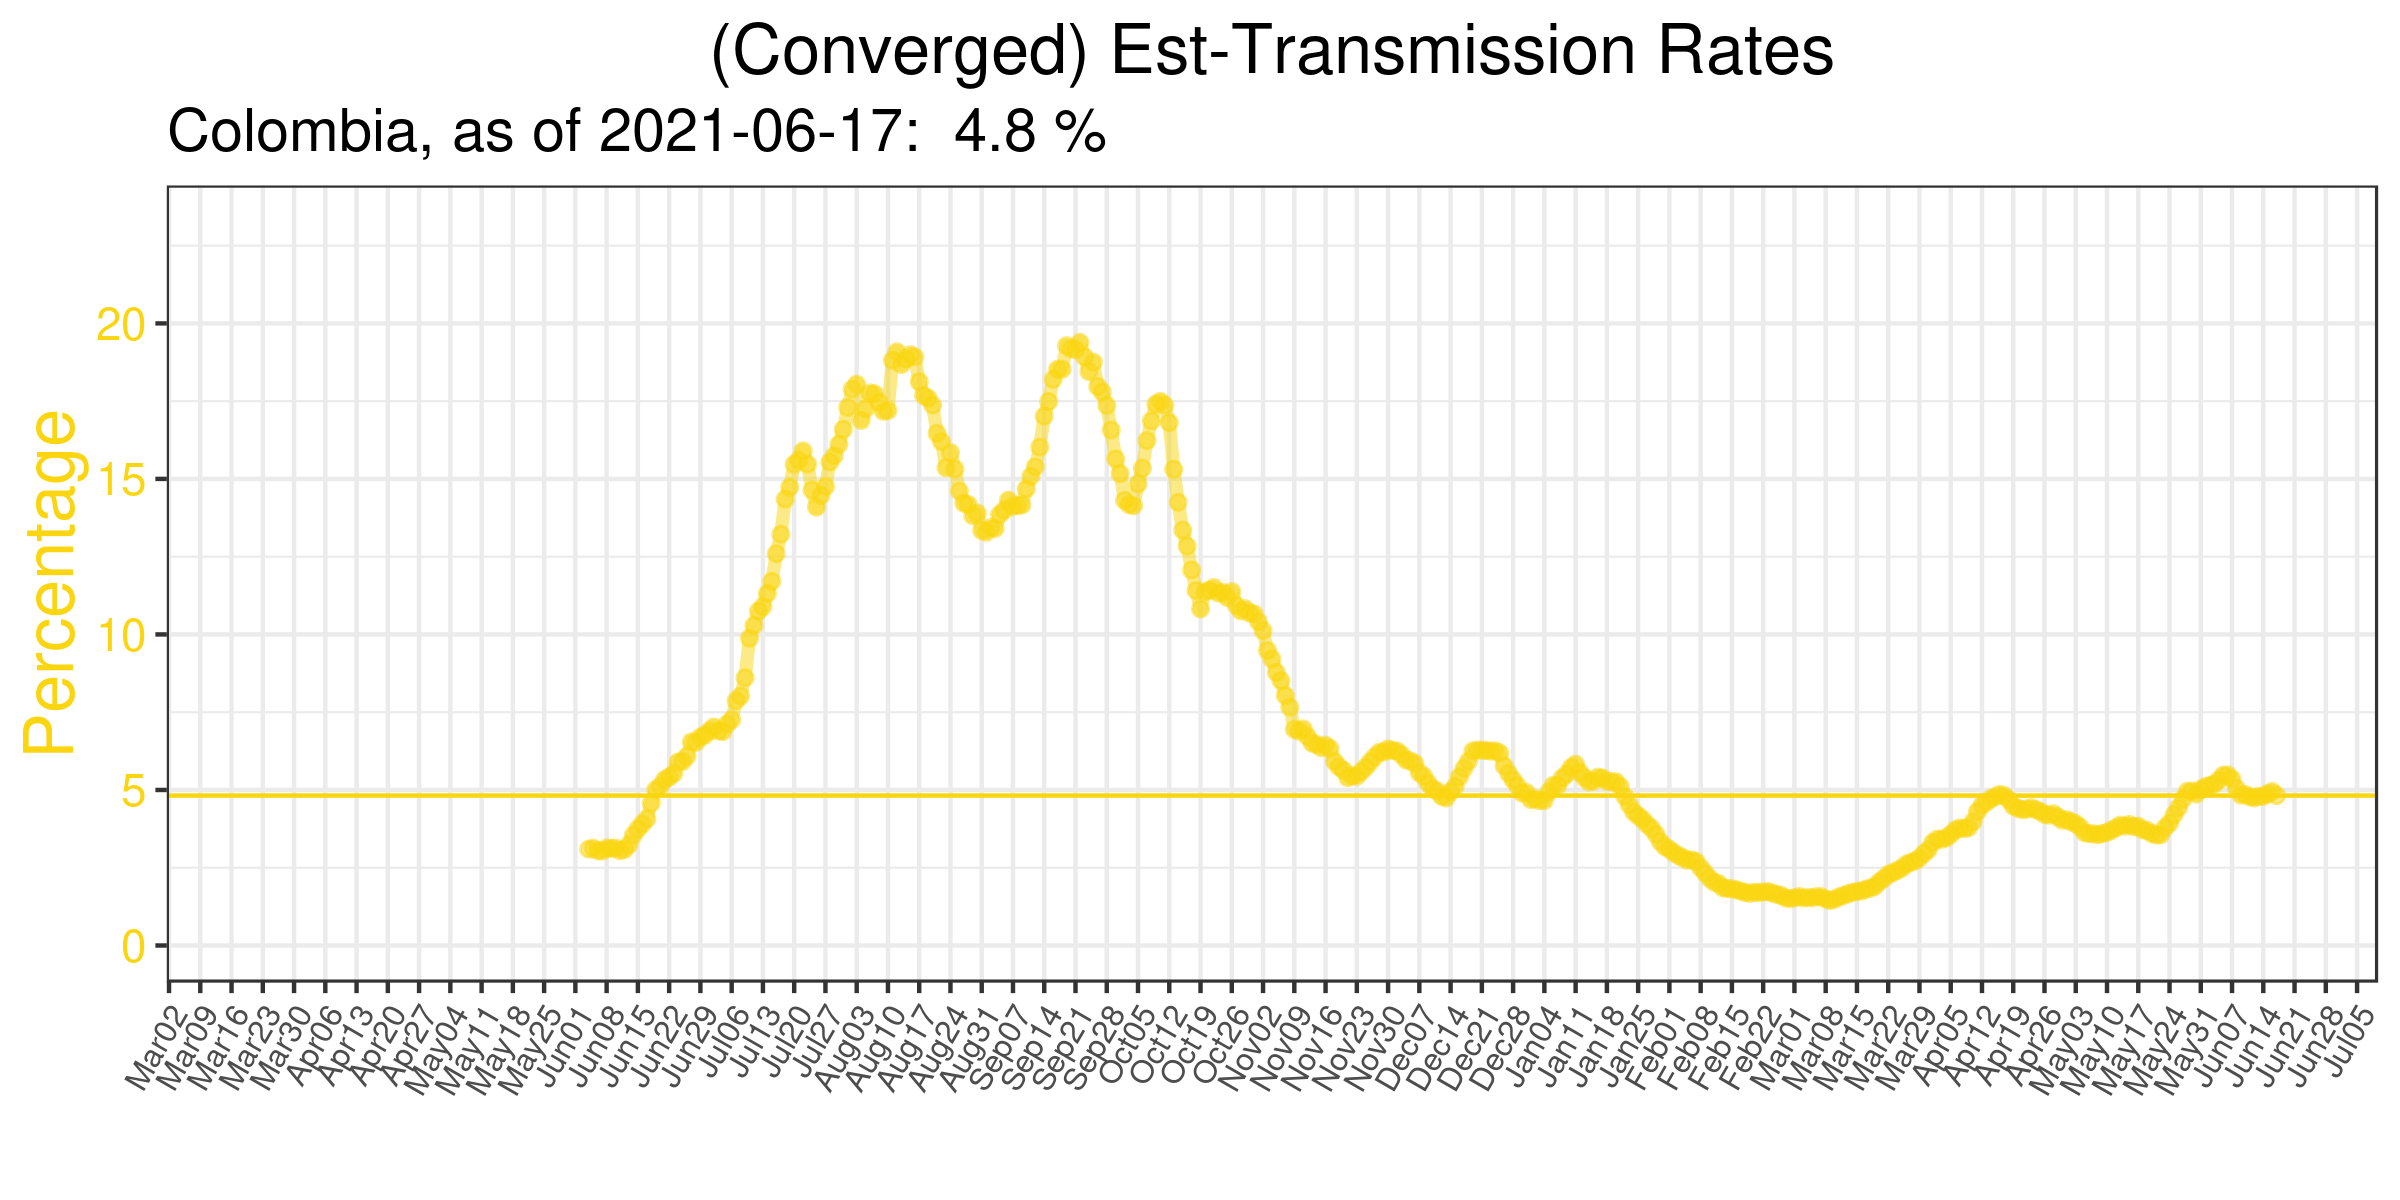 (Converged) Est-Transmission Rates
Colombia, as of 2021-06-17:  4.8 %
Percentage
20
15
10
5
0
Mar02 Mar09 Mar16 Mar23 Mar30 Apr06 Apr13 Apr20 Apr27 May04 May11 May18 May25 Jun01 Jun08 Jun15 Jun22 Jun29 Jul06 Jul13 Jul20 Jul27 Aug03 Aug10 Aug17 Aug24 Aug31 Sep07 Sep14 Sep21 Sep28 Oct05 Oct12 Oct19 Oct26 Nov02 Nov09 Nov16 Nov23 Nov30 Dec07 Dec14 Dec21 Dec28 Jan04 Jan11 Jan18 Jan25 Feb01 Feb08 Feb15 Feb22 Mar01 Mar08 Mar15 Mar22 Mar29 Apr05 Apr12 Apr19 Apr26 May03 May10 May17 May24 May31 Jun07 Jun14 Jun21 Jun28 Jul05